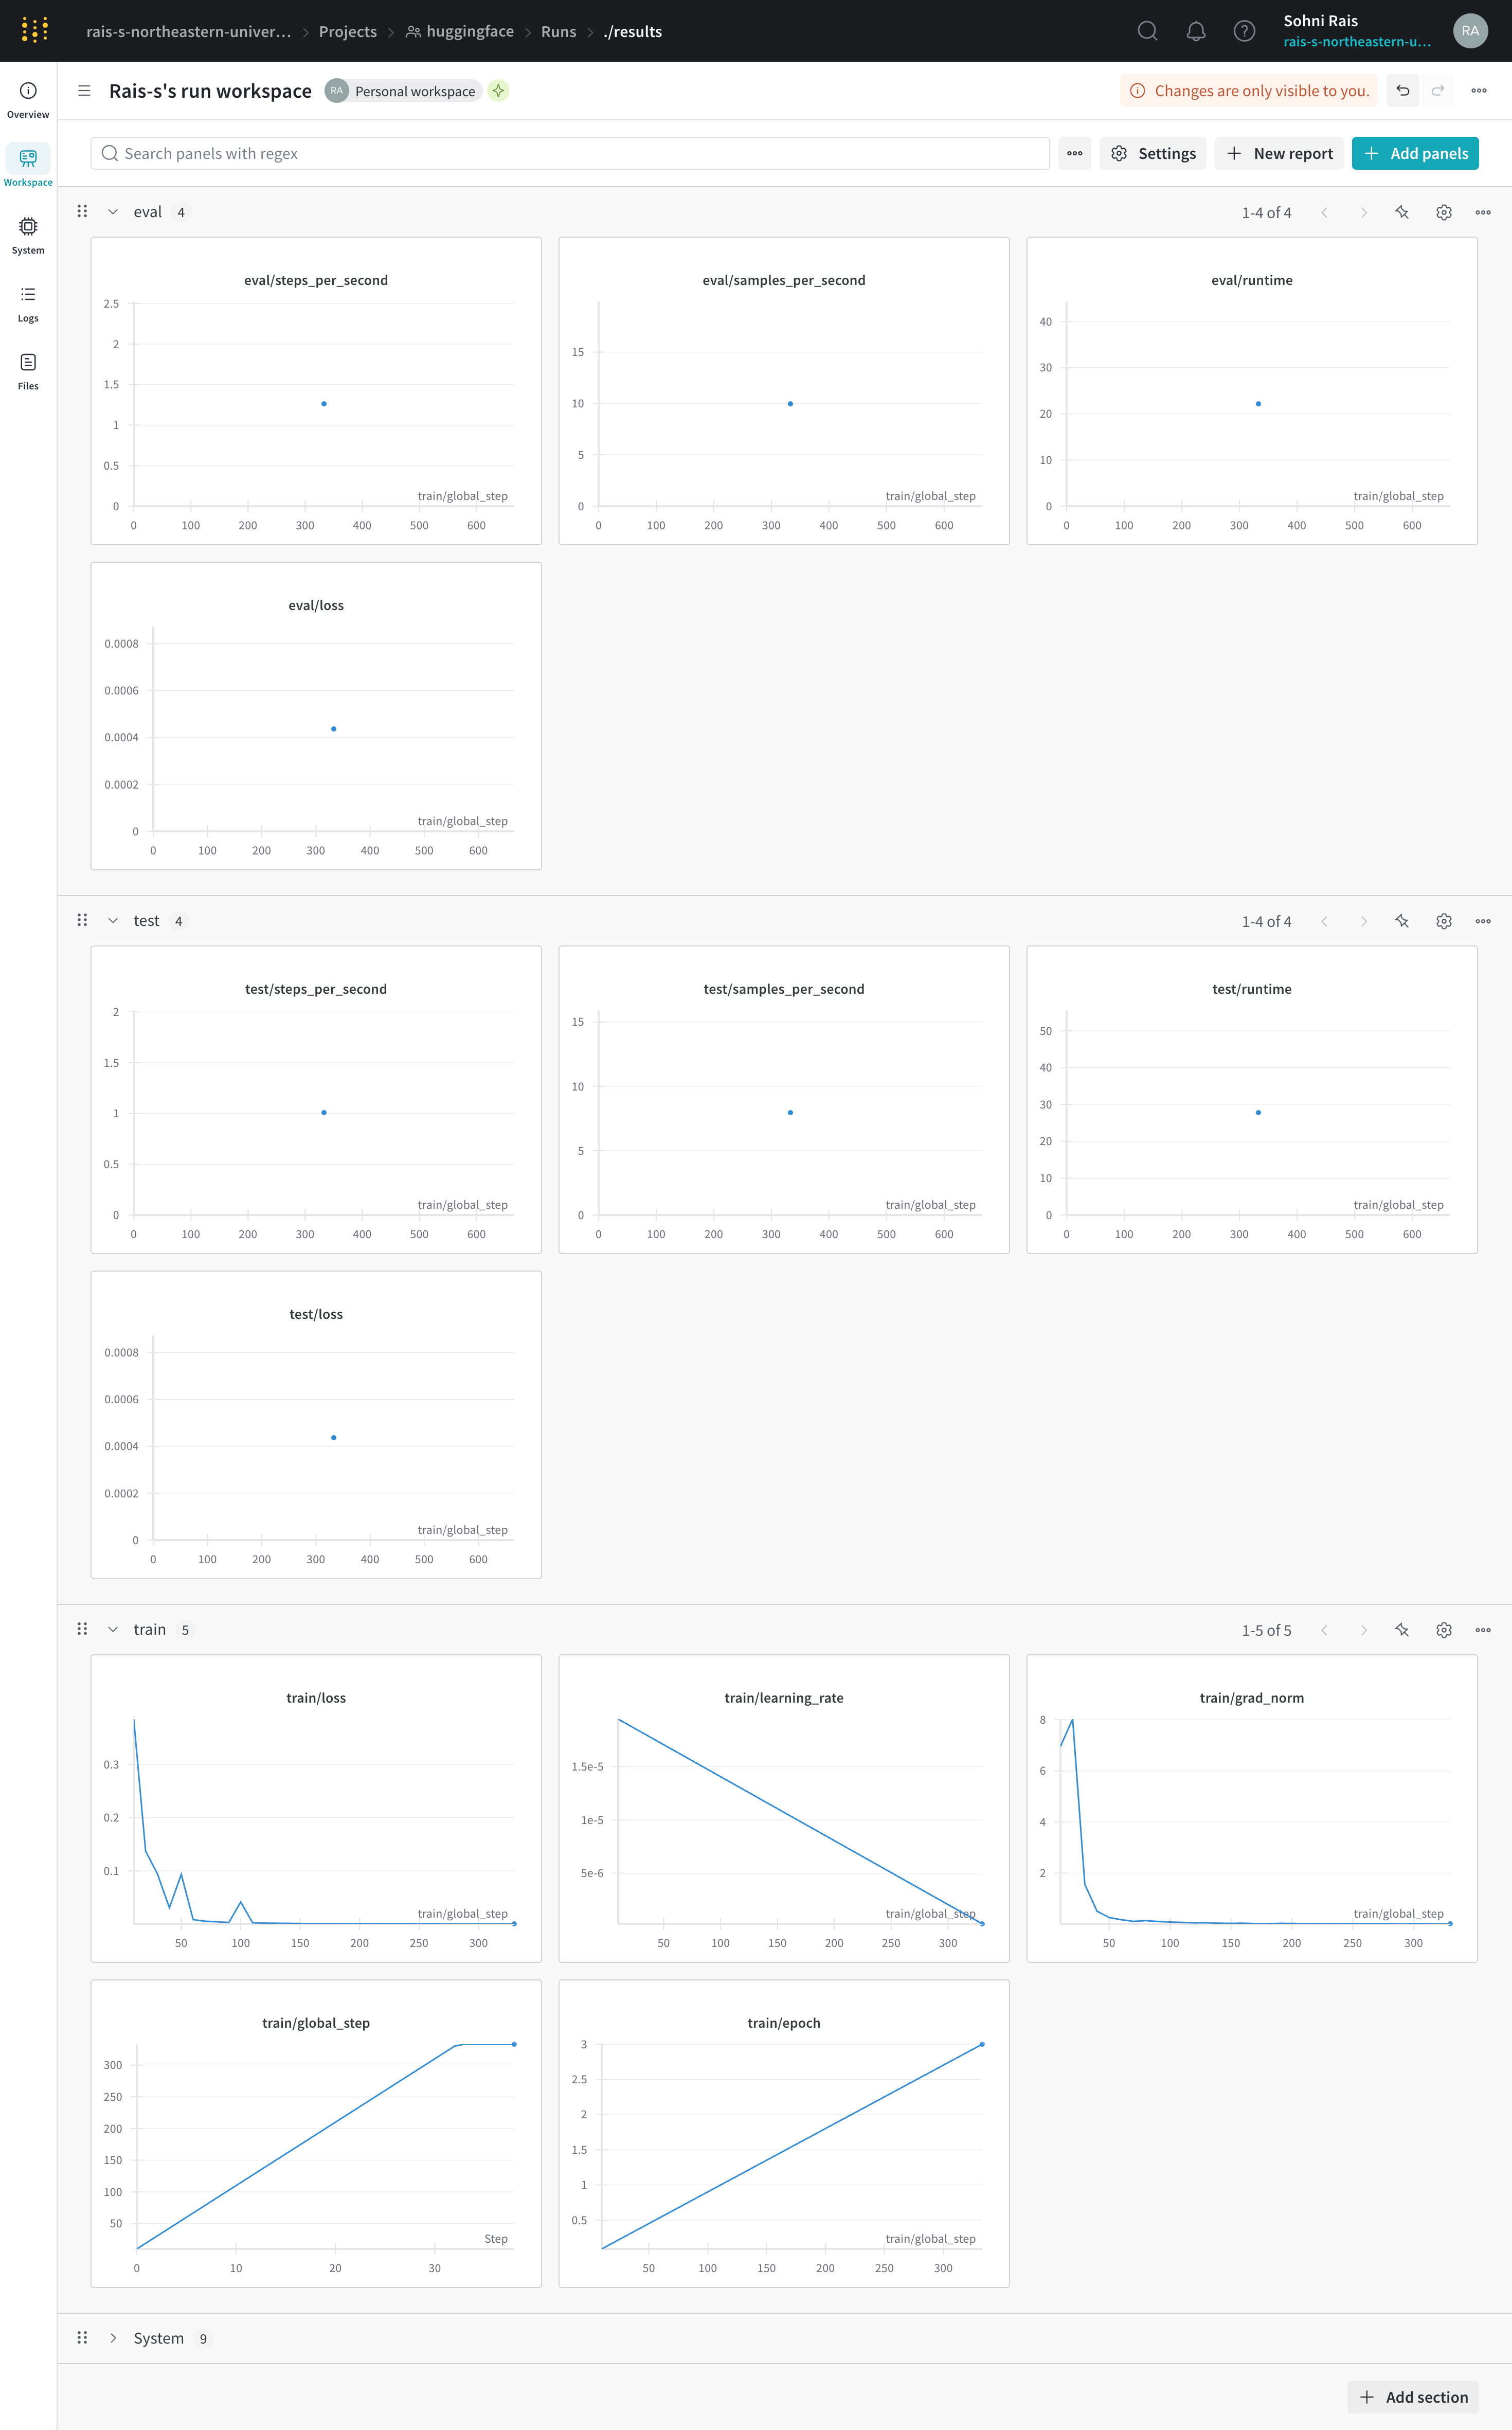 rais-s-northeastern-univer... > Projects > huggingface > Runs > ./results
Sohni Rais
rais-s-northeastern-u...
RA
Overview
Workspace
System
Logs
Files
Rais-s's run workspace
RA Personal workspace
Changes are only visible to you.
Search panels with regex
Settings
New report
Add panels
eval 4
1-4 of 4
eval/steps_per_second
2.5
2
1.5
1
0.5
0
train/global_step
0 100 200 300 400 500 600
eval/samples_per_second
15
10
5
0
train/global_step
0 100 200 300 400 500 600
eval/runtime
40
30
20
10
0
train/global_step
0 100 200 300 400 500 600
eval/loss
0.0008
0.0006
0.0004
0.0002
0
train/global_step
0 100 200 300 400 500 600
test 4
1-4 of 4
test/steps_per_second
2
1.5
1
0.5
0
train/global_step
0 100 200 300 400 500 600
test/samples_per_second
15
10
5
0
train/global_step
0 100 200 300 400 500 600
test/runtime
50
40
30
20
10
0
train/global_step
0 100 200 300 400 500 600
test/loss
0.0008
0.0006
0.0004
0.0002
0
train/global_step
0 100 200 300 400 500 600
train 5
1-5 of 5
train/loss
0.3
0.2
0.1
train/global_step
50 100 150 200 250 300
train/learning_rate
1.5e-5
1e-5
5e-6
train/global_step
50 100 150 200 250 300
train/grad_norm
8
6
4
2
train/global_step
50 100 150 200 250 300
train/global_step
300
250
200
150
100
50
Step
0 10 20 30
train/epoch
3
2.5
2
1.5
1
0.5
train/global_step
50 100 150 200 250 300
System 9
Add section